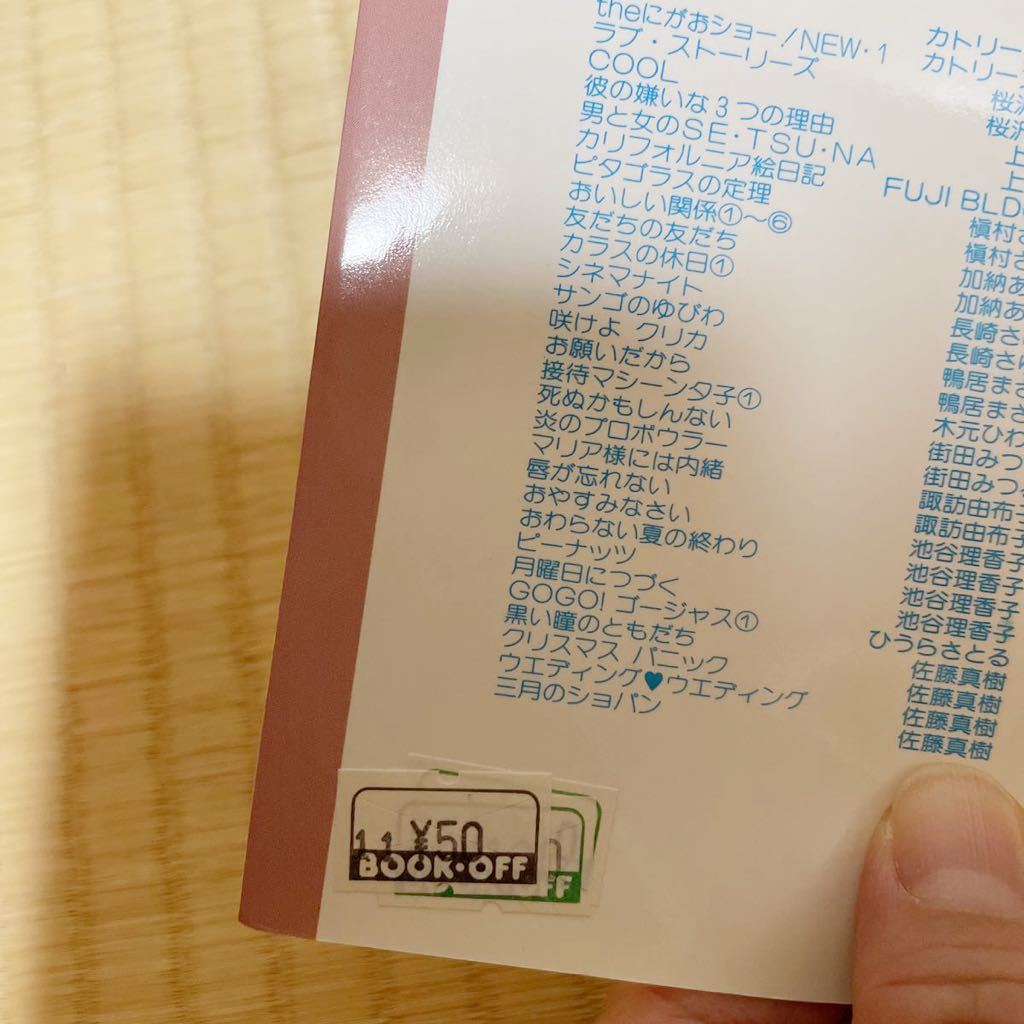 theにがおショー/NEW・1 カトリー
ラブ・ストーリーズ カトリー
COOL 桜沢
彼の嫌いな3つの理由 桜沢
男と女のSE・TSU・NA 上
カリフォルニア絵日記 上
ピタゴラスの定理 FUJI BLD
おいしい関係①〜⑥ 槇村さ
友だちの友だち 槇村さ
カラスの休日① 加納あ
シネマナイト 加納あ
サンゴのゆびわ 長崎さ
咲けよ クリカ 長崎さ
お願いだから 鴨居まさ
接待マシーンタ子① 鴨居まさ
死ぬかもしんない 木元ひわ
炎のプロボウラー 街田みつ
マリア様には内緒 街田みつ
唇が忘れない 諏訪由布子
おやすみなさい 諏訪由布子
おわらない夏の終わり 池谷理香子
ピーナッツ 池谷理香子
月曜日につづく 池谷理香子
GOGO!ゴージャス① 池谷理香子
黒い瞳のともだち ひうらさとる
クリスマス パニック 佐藤真樹
ウエディング♥ウエディング 佐藤真樹
三月のショパン 佐藤真樹
佐藤真樹
11 ¥50
BOOK・OFF
FF